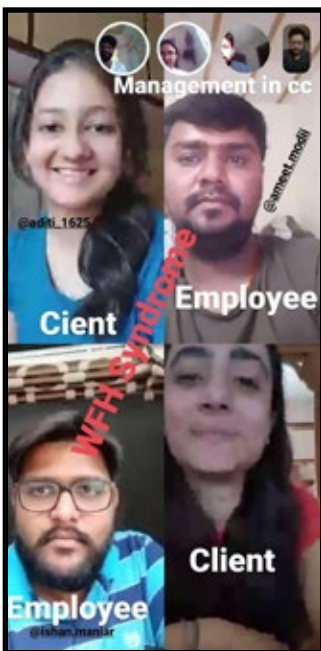 Management in cc
@aditi_1625
@ameet.modi
WFH Syndrome
Cient
Employee
Employee
@ishan.maniar
Client